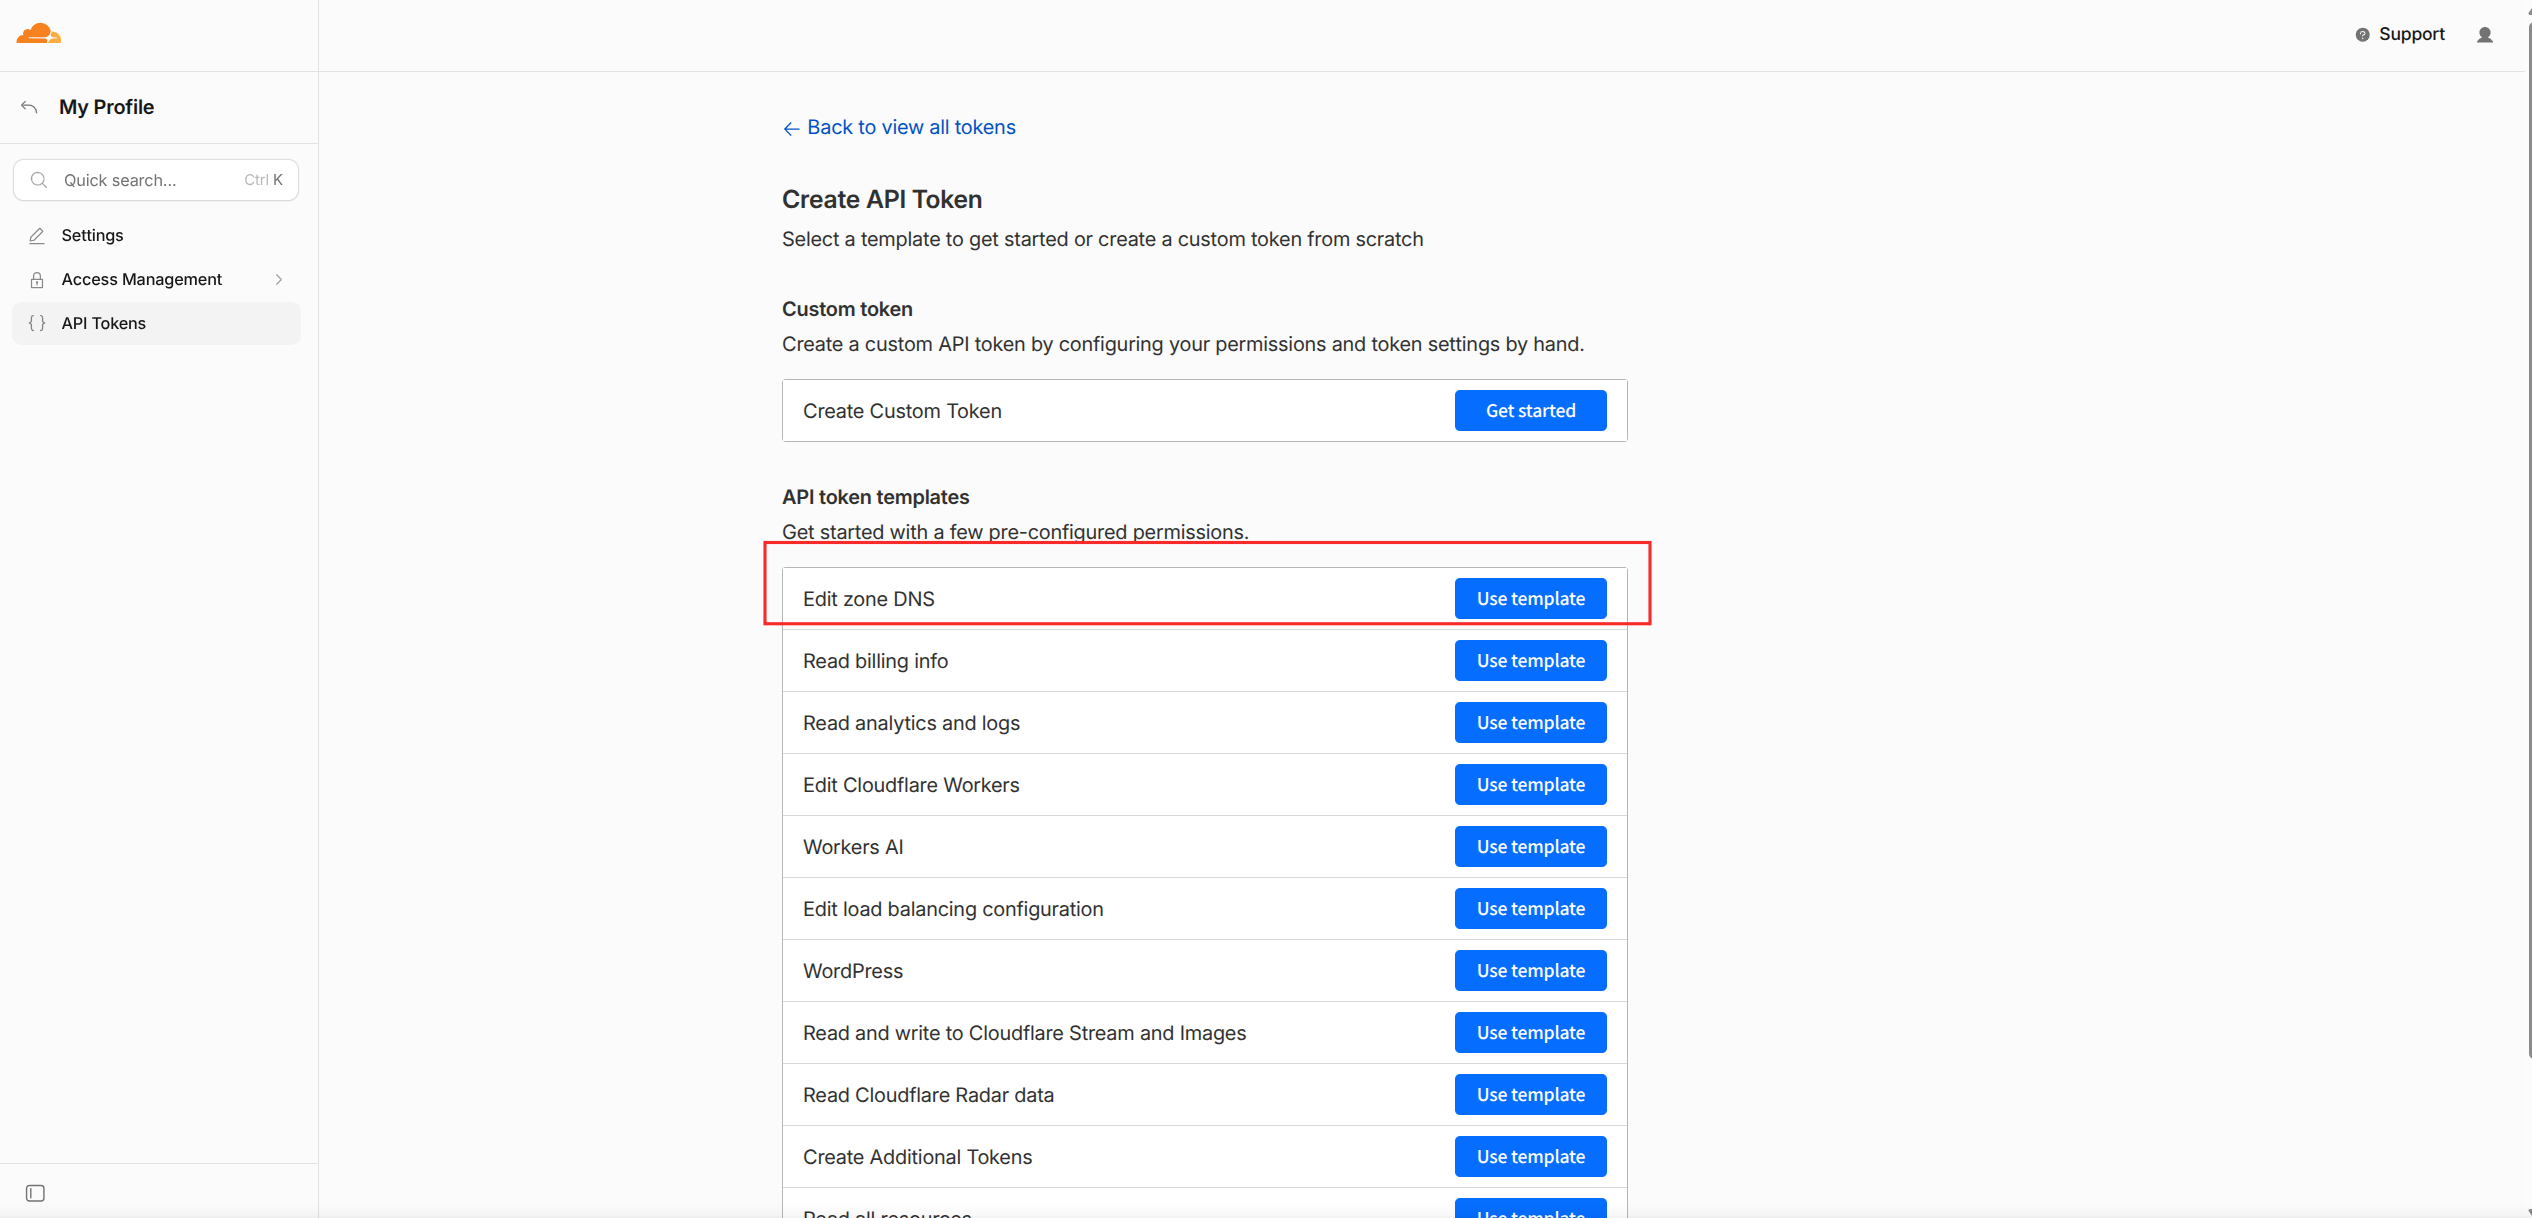 Support
My Profile
Quick search... Ctrl K
Settings
Access Management
API Tokens
← Back to view all tokens
Create API Token
Select a template to get started or create a custom token from scratch
Custom token
Create a custom API token by configuring your permissions and token settings by hand.
Create Custom Token Get started
API token templates
Get started with a few pre-configured permissions.
Edit zone DNS Use template
Read billing info Use template
Read analytics and logs Use template
Edit Cloudflare Workers Use template
Workers AI Use template
Edit load balancing configuration Use template
WordPress Use template
Read and write to Cloudflare Stream and Images Use template
Read Cloudflare Radar data Use template
Create Additional Tokens Use template
Read all resources Use template